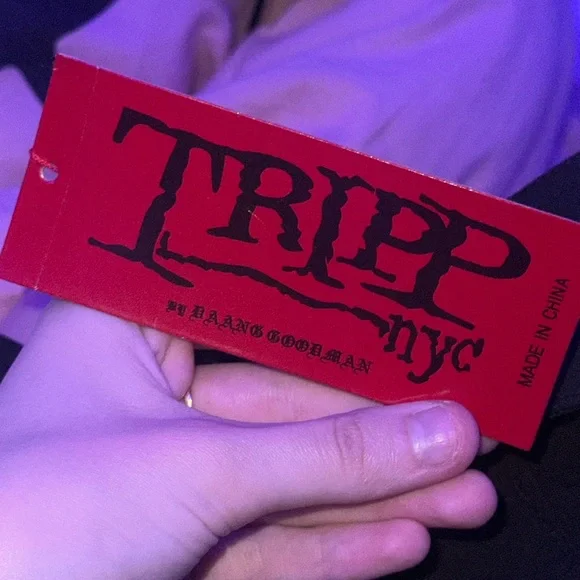 TRIPP
nyc
BY DAANG GOODMAN
MADE IN CHINA